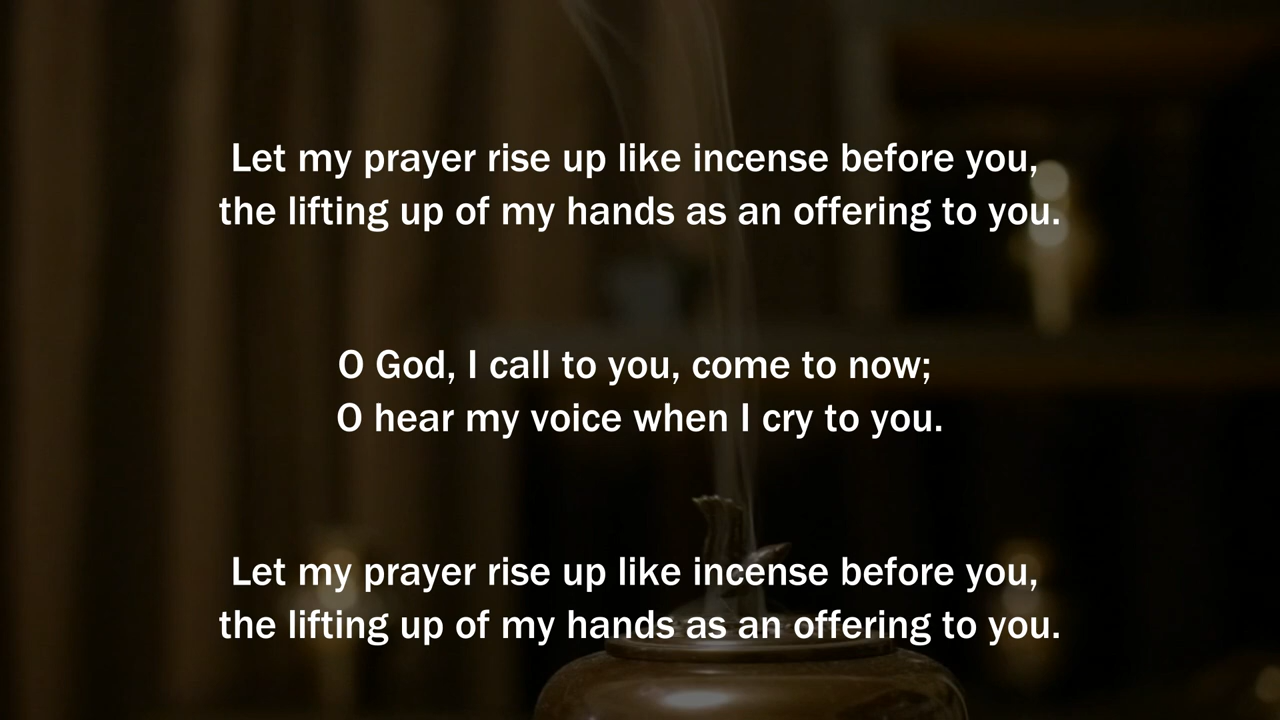 Let my prayer rise up like incense before you,
the lifting up of my hands as an offering to you.
O God, I call to you, come to now;
O hear my voice when I cry to you.
Let my prayer rise up like incense before you,
the lifting up of my hands as an offering to you.